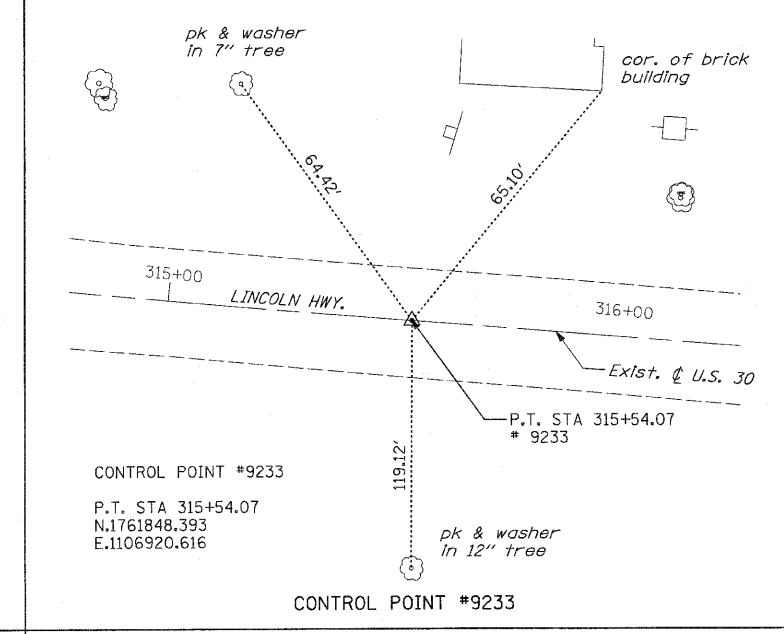 pk & washer
in 7" tree
cor. of brick
building
64.42'
65.10'
315+00
LINCOLN HWY.
316+00
Exist. ℄ U.S. 30
P.T. STA 315+54.07
# 9233
119.12'
CONTROL POINT #9233
P.T. STA 315+54.07
N.1761848.393
E.1106920.616
pk & washer
in 12" tree
CONTROL POINT #9233